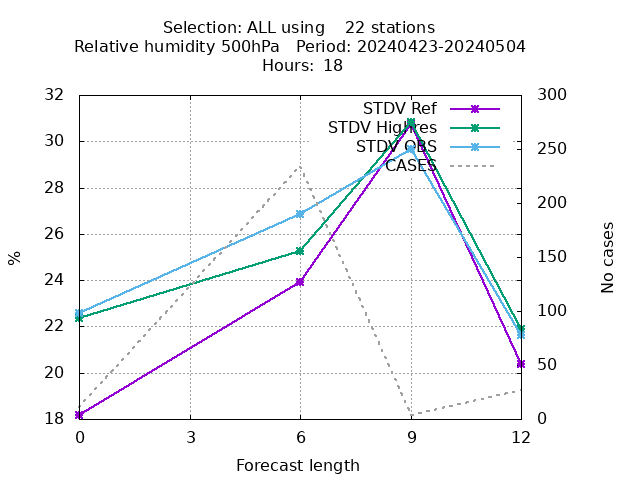 Selection: ALL using    22 stations
Relative humidity 500hPa   Period: 20240423-20240504
Hours: 18
STDV Ref
STDV Highres
STDV OBS
CASES
%
No cases
32
30
28
26
24
22
20
18
300
250
200
150
100
50
0
0 3 6 9 12
Forecast length